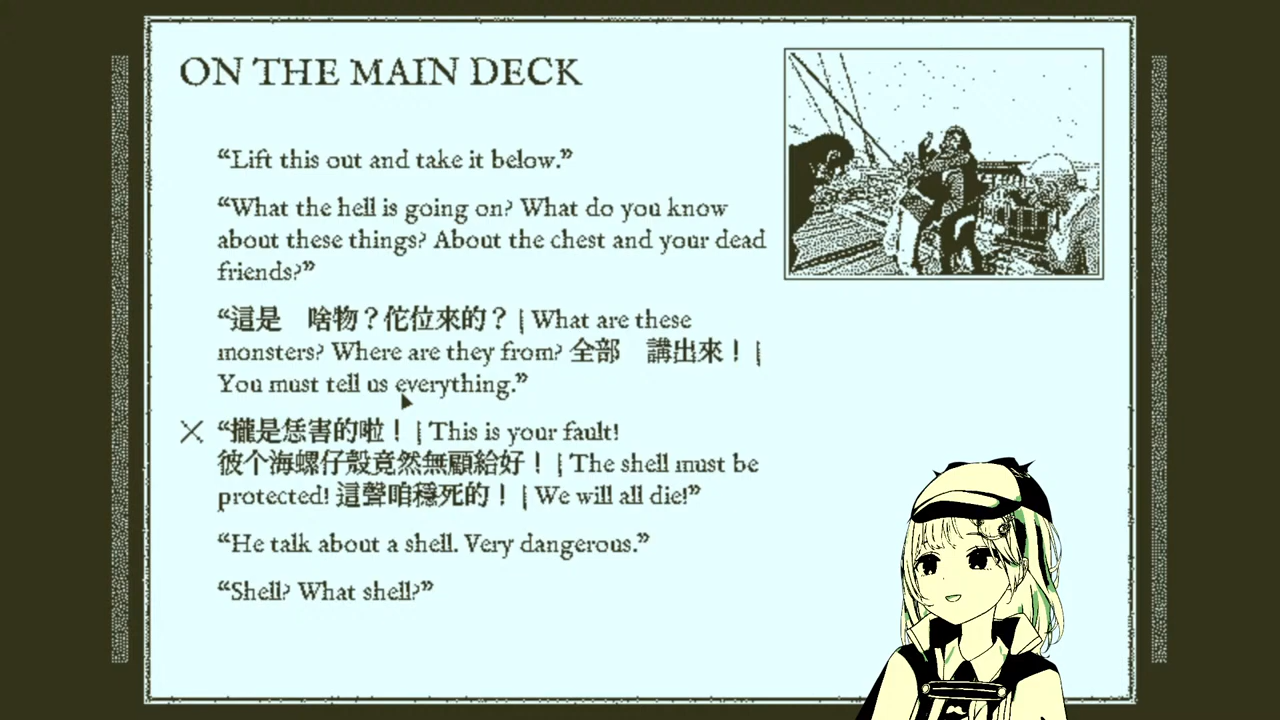 ON THE MAIN DECK
“Lift this out and take it below.”
“What the hell is going on? What do you know
about these things? About the chest and your dead
friends?”
“這是　啥物？佗位來的？ | What are these
monsters? Where are they from? 全部　講出來！ |
You must tell us everything.”
“攏是恁害的啦！ | This is your fault!
彼个海螺仔殼竟然無顧給好！ | The shell must be
protected! 這聲咱穩死的！ | We will all die!”
“He talk about a shell. Very dangerous.”
“Shell? What shell?”